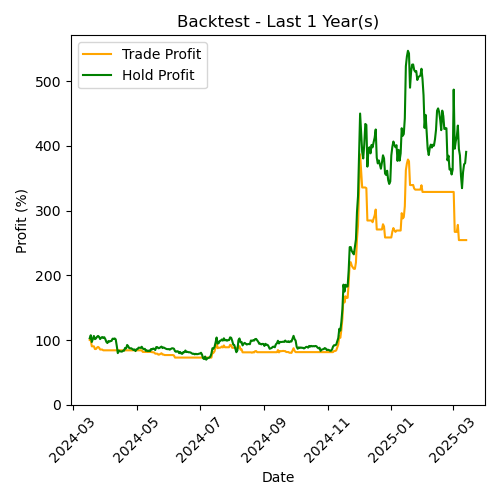 Backtest - Last 1 Year(s)
Trade Profit
Hold Profit
Profit (%)
500
400
300
200
100
0
2024-03
2024-05
2024-07
2024-09
2024-11
2025-01
2025-03
Date